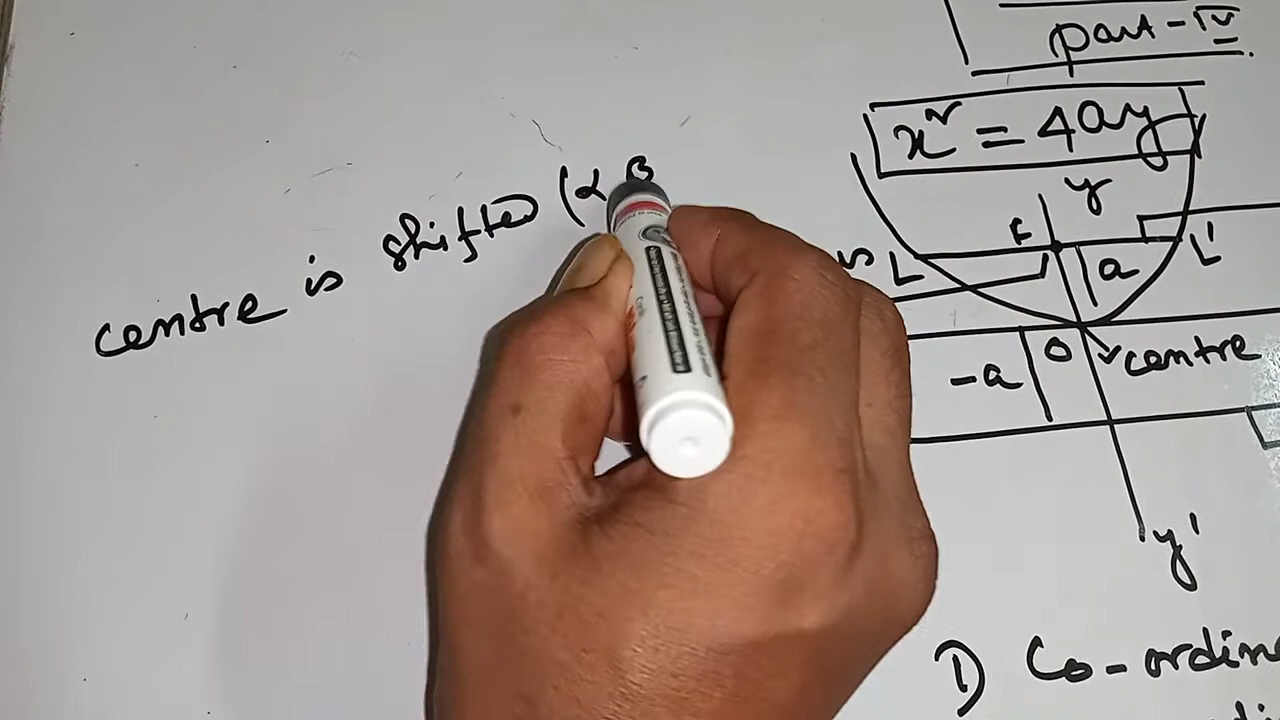 part-IV
x² = 4ay
centre is shifted (α β
y
F
L
L'
a
O
centre
-a
y'
1) Co-ordin